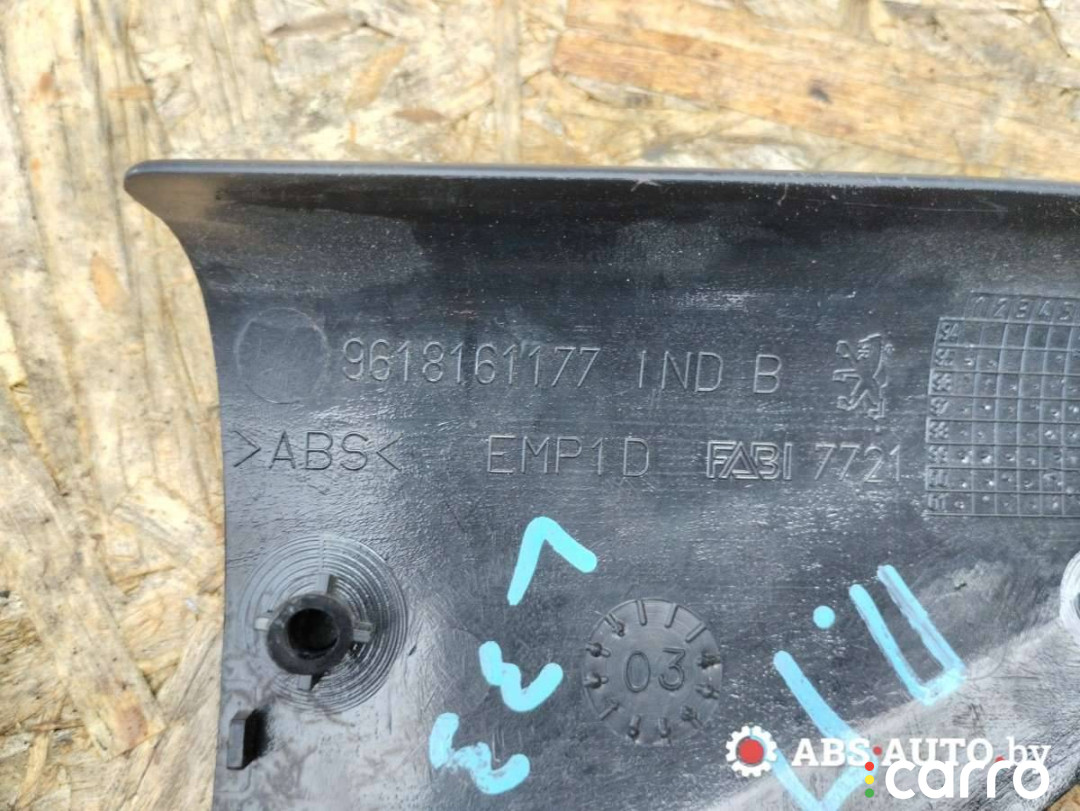 9618161177 IND B
>ABS< EMP1D FABI 7721
03
ABS-AUTO.by
carro